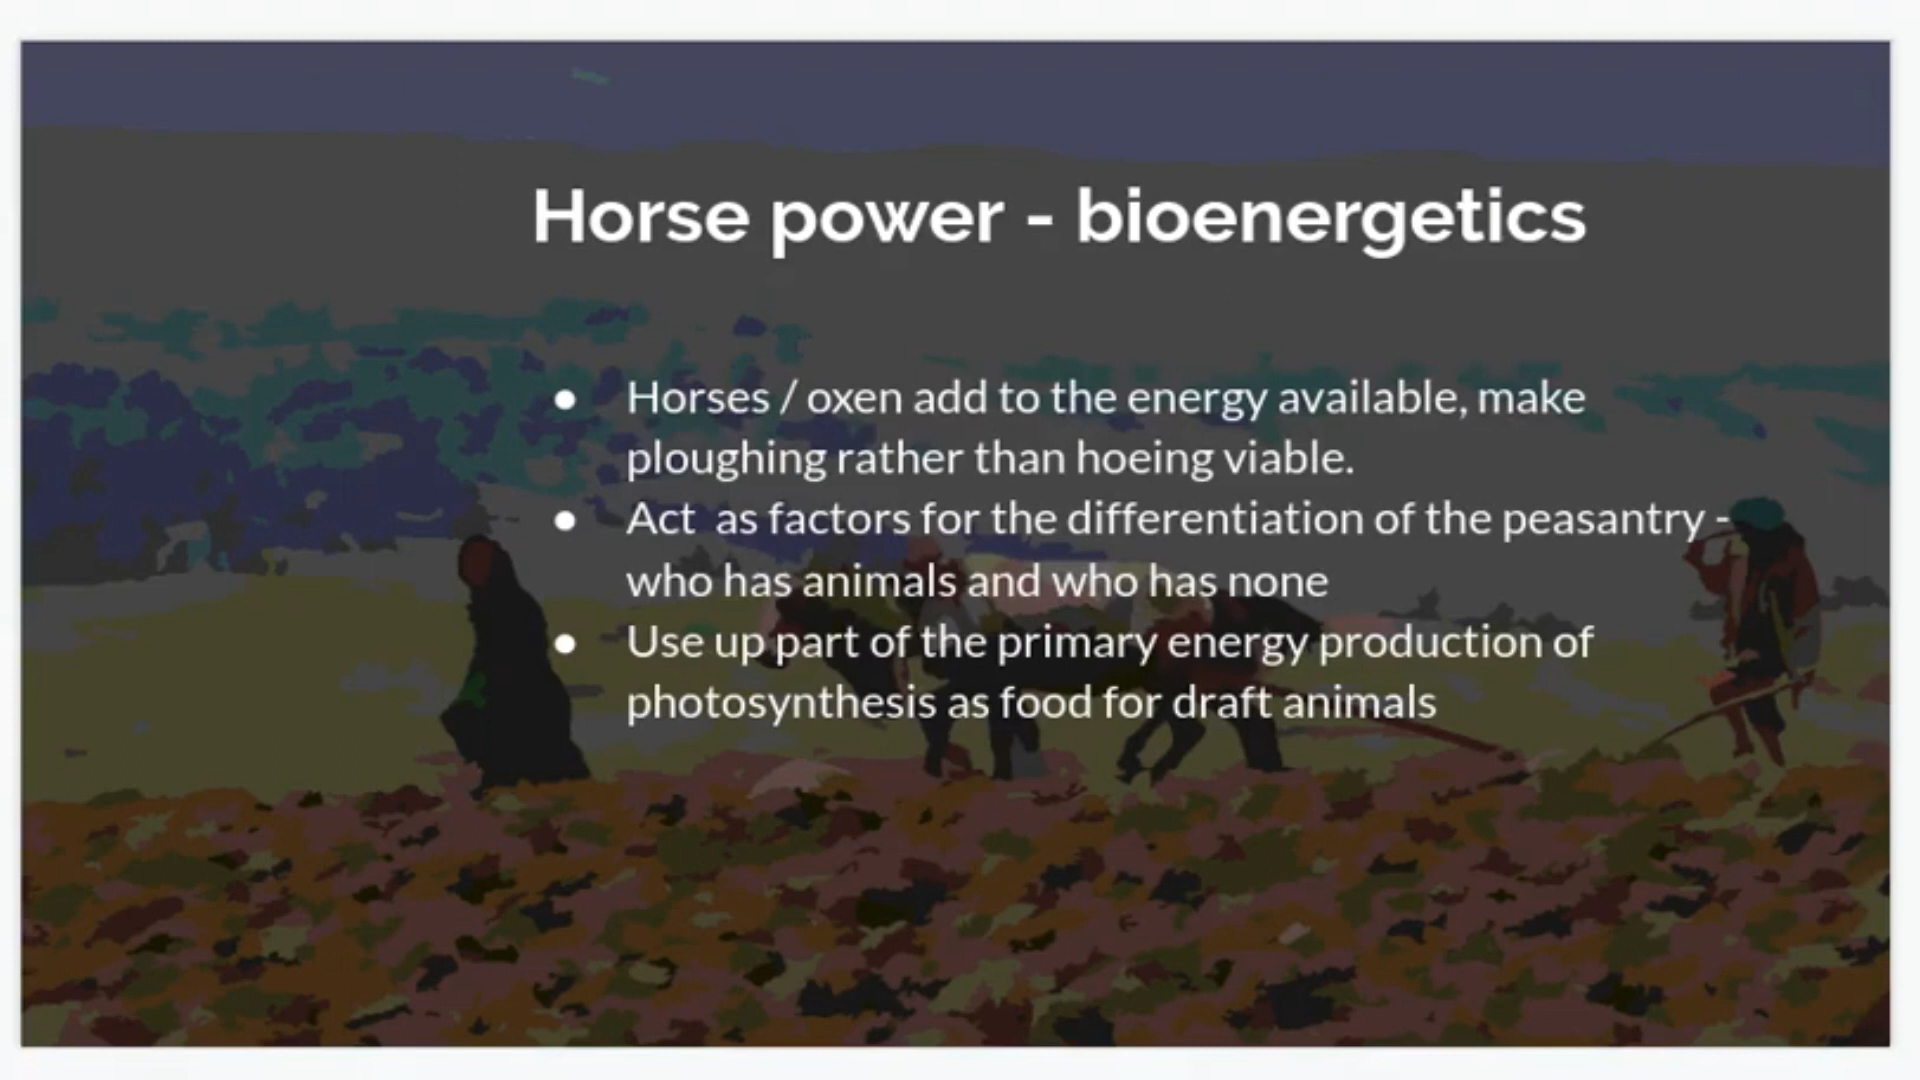 Horse power - bioenergetics
● Horses / oxen add to the energy available, make
ploughing rather than hoeing viable.
● Act  as factors for the differentiation of the peasantry -
who has animals and who has none
● Use up part of the primary energy production of
photosynthesis as food for draft animals